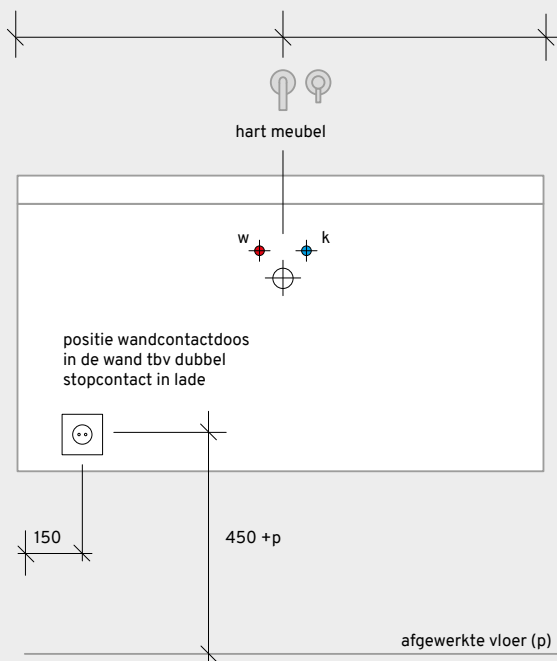 hart meubel
w
k
positie wandcontactdoos
in de wand tbv dubbel
stopcontact in lade
150
450 +p
afgewerkte vloer (p)